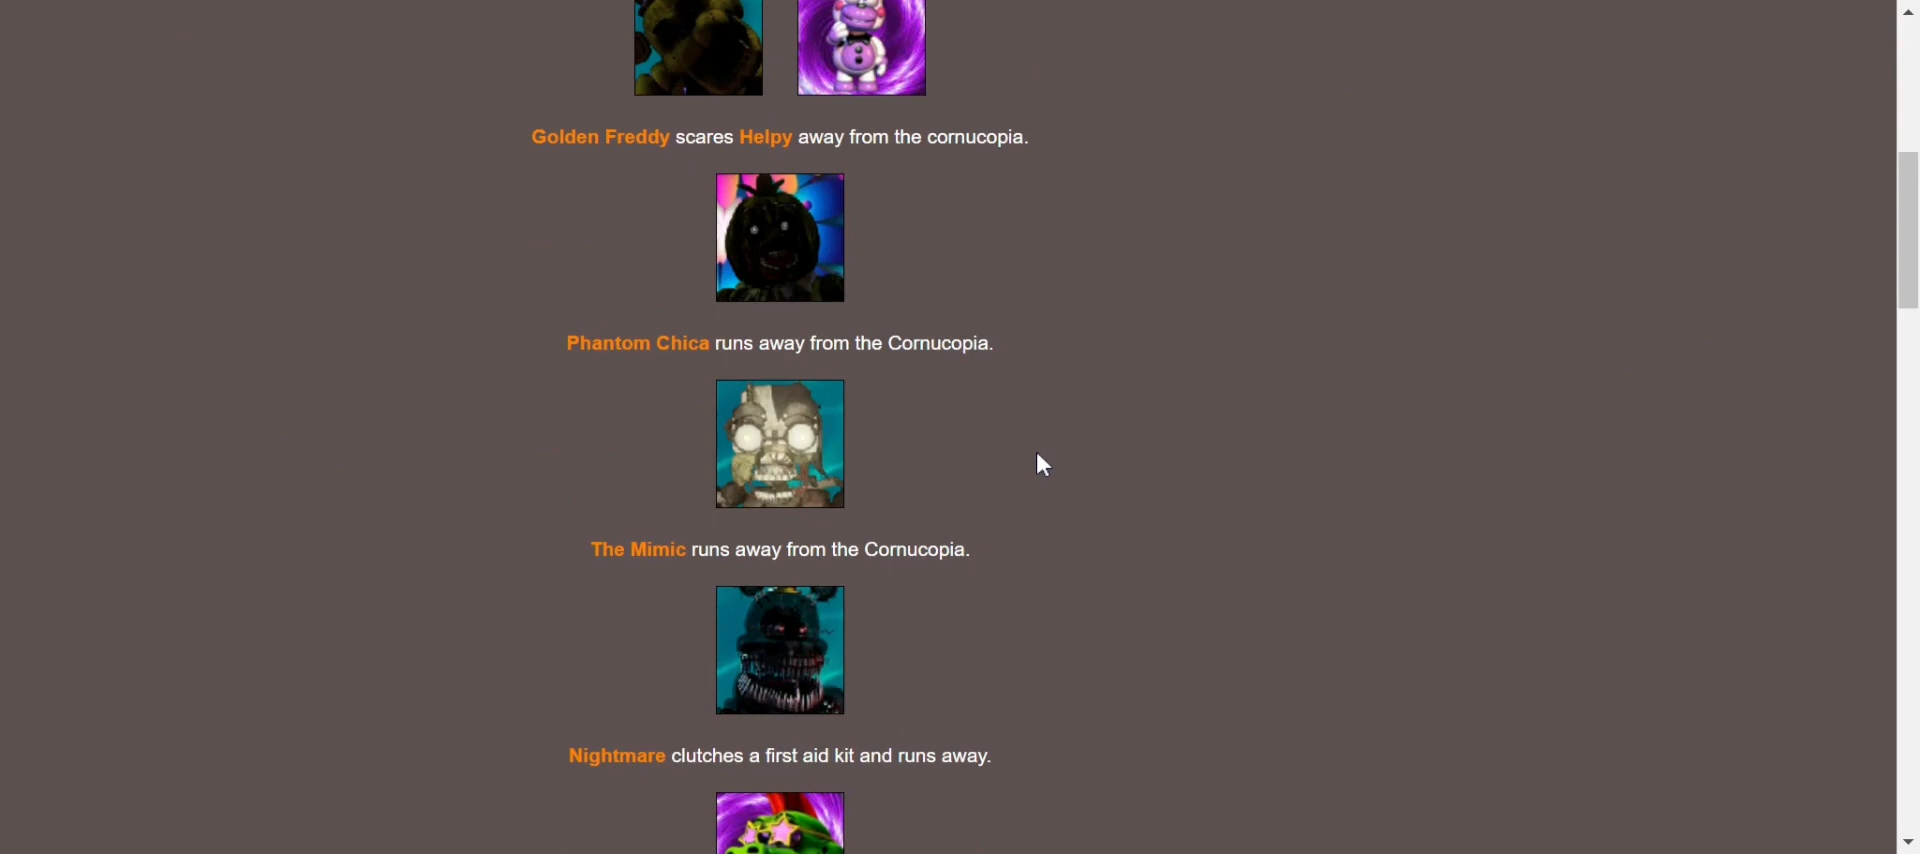 Golden Freddy scares Helpy away from the cornucopia.
Phantom Chica runs away from the Cornucopia.
The Mimic runs away from the Cornucopia.
Nightmare clutches a first aid kit and runs away.